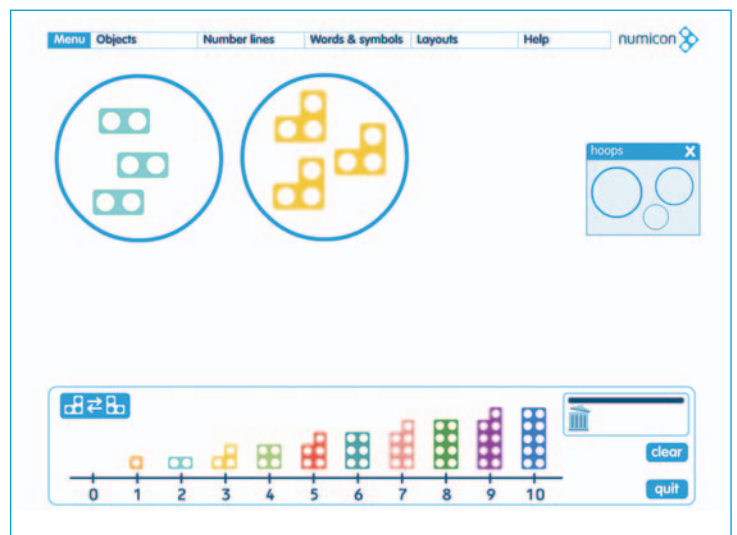 Menu Objects Number lines Words & symbols Layouts Help numicon
hoops X
0 1 2 3 4 5 6 7 8 9 10
clear
quit